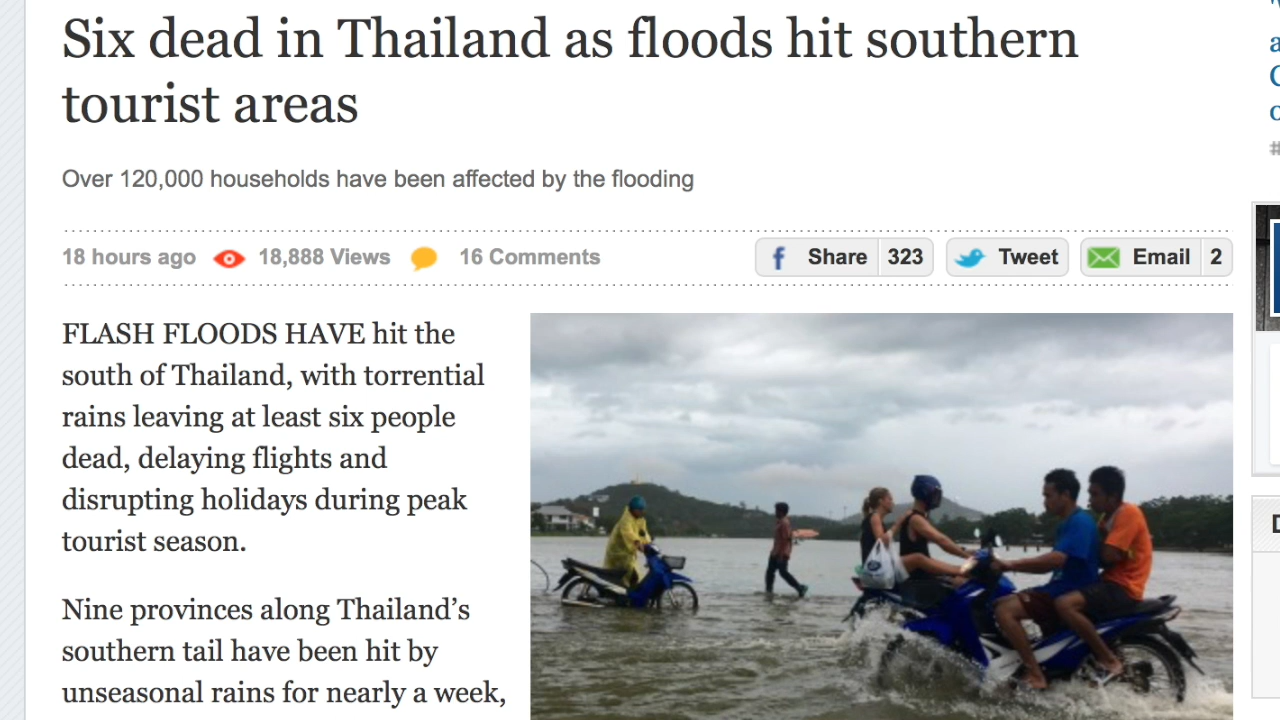 Six dead in Thailand as floods hit southern
tourist areas
Over 120,000 households have been affected by the flooding
18 hours ago 18,888 Views 16 Comments
Share 323 Tweet Email 2
FLASH FLOODS HAVE hit the
south of Thailand, with torrential
rains leaving at least six people
dead, delaying flights and
disrupting holidays during peak
tourist season.
Nine provinces along Thailand’s
southern tail have been hit by
unseasonal rains for nearly a week,